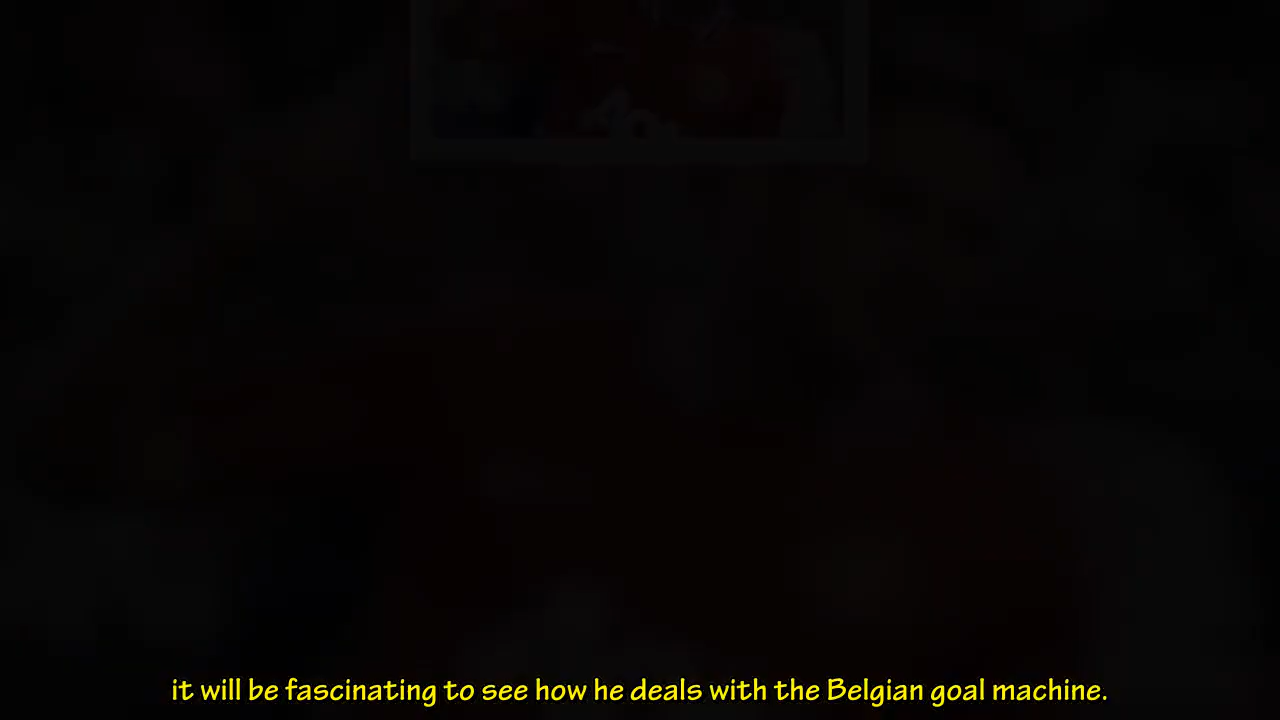 it will be fascinating to see how he deals with the Belgian goal machine.